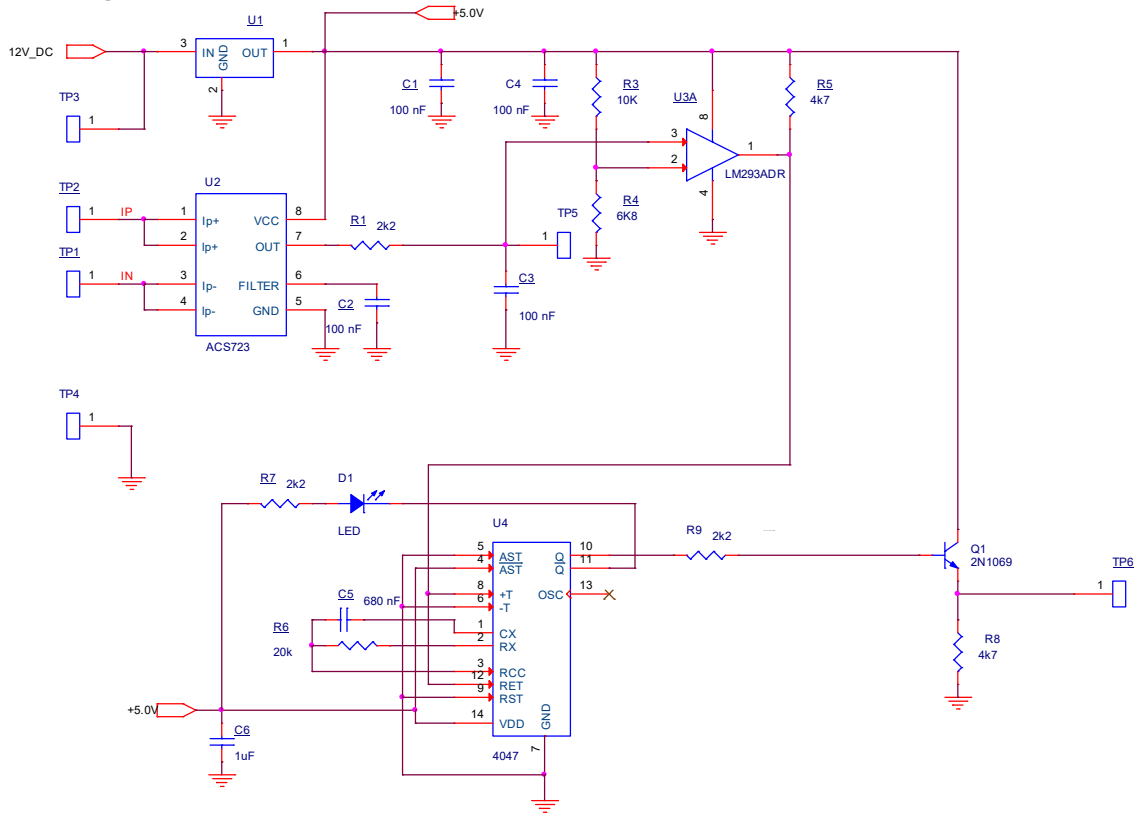 +5.0V
U1
12V_DC
3 IN GND OUT 1
2
TP3
1
C1
100 nF
C4
100 nF
R3
10K
U3A
8
3
2
1
4
LM293ADR
R5
4k7
R4
6K8
U2
TP2
1 IP
TP1
1 IN
1 Ip+ VCC 8
2 Ip+ OUT 7
3 Ip- FILTER 6
4 Ip- GND 5
ACS723
R1
2k2
TP5
1
C2
100 nF
C3
100 nF
TP4
1
R7 2k2
D1
LED
U4
5 AST Q 10
4 AST Q 11
8 +T OSC 13
6 -T
1 CX
2 RX
3 RCC
12 RET
9 RST
14 VDD
GND
7
4047
C5 680 nF
R6
20k
+5.0V
C6
1uF
R9 2k2
Q1
2N1069
TP6
1
R8
4k7